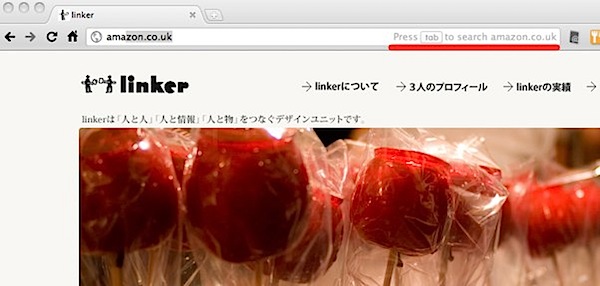 linker
amazon.co.uk
Press tab to search amazon.co.uk
linker
linkerについて
3人のプロフィール
linkerの実績
linkerは「人と人」「人と情報」「人と物」をつなぐデザインユニットです。